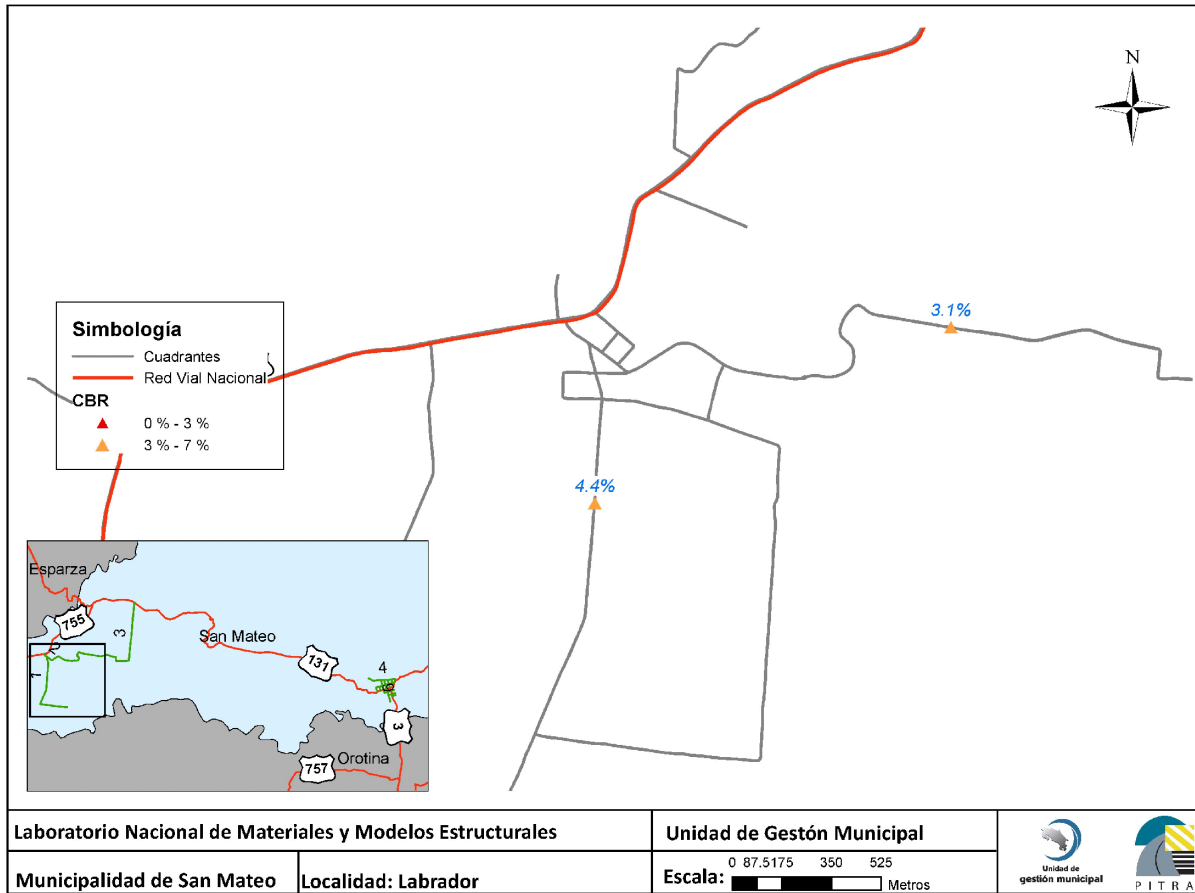 N
3.1%
Simbología
Cuadrantes
Red Vial Nacional
CBR
0 % - 3 %
3 % - 7 %
4.4%
Esparza
755
3
San Mateo
2
1
131
4
3
Orotina
757
Laboratorio Nacional de Materiales y Modelos Estructurales
Unidad de Gestión Municipal
Municipalidad de San Mateo
Localidad: Labrador
Escala:
0 87.5175 350 525
Metros
Unidad de
gestión municipal
PITRA